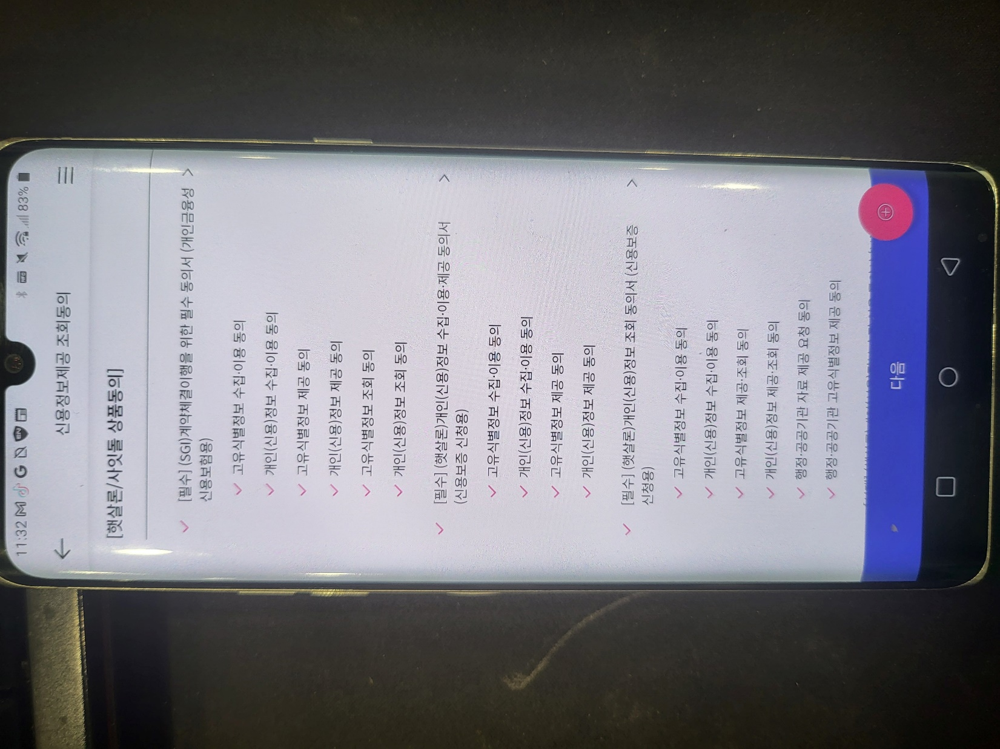 11:32
83%
신용정보제공 조회동의
[햇살론/사잇돌 상품동의]
[필수] (SGI)계약체결이행을 위한 필수 동의서 (개인금융성
신용보험용)
고유식별정보 수집·이용 동의
개인(신용)정보 수집·이용 동의
고유식별정보 제공 동의
개인(신용)정보 제공 동의
고유식별정보 조회 동의
개인(신용)정보 조회 동의
[필수] (햇살론)개인(신용)정보 수집·이용·제공 동의서
(신용보증 신청용)
고유식별정보 수집·이용 동의
개인(신용)정보 수집·이용 동의
고유식별정보 제공 동의
개인(신용)정보 제공 동의
[필수] (햇살론)개인(신용)정보 조회 동의서 (신용보증
신청용)
고유식별정보 수집·이용 동의
개인(신용)정보 수집·이용 동의
고유식별정보 제공·조회 동의
개인(신용)정보 제공·조회 동의
행정·공공기관 자료 제공 요청 동의
행정·공공기관 고유식별정보 제공 동의
다음